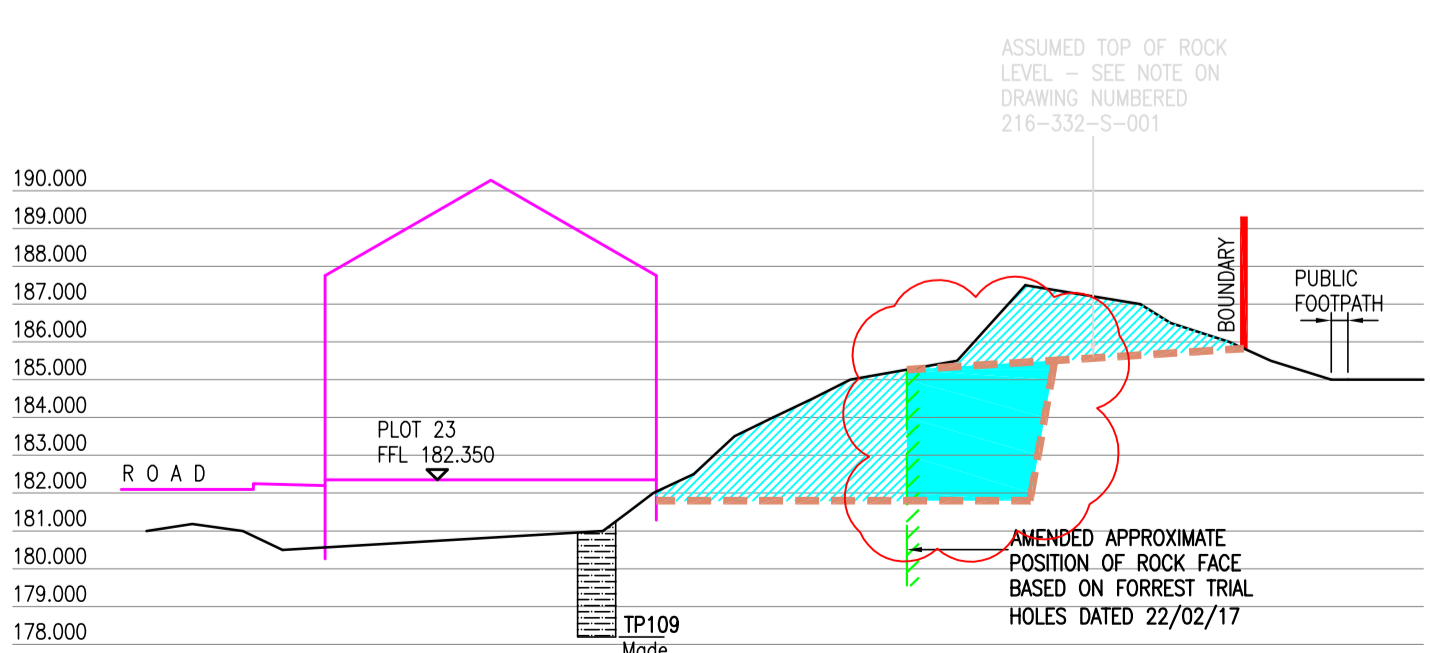 ASSUMED TOP OF ROCK
LEVEL – SEE NOTE ON
DRAWING NUMBERED
216–332–S–001
190.000
189.000
188.000
187.000
186.000
185.000
184.000
183.000
182.000
181.000
180.000
179.000
178.000
BOUNDARY
PUBLIC
FOOTPATH
PLOT 23
FFL 182.350
R O A D
AMENDED APPROXIMATE
POSITION OF ROCK FACE
BASED ON FORREST TRIAL
HOLES DATED 22/02/17
TP109
Made